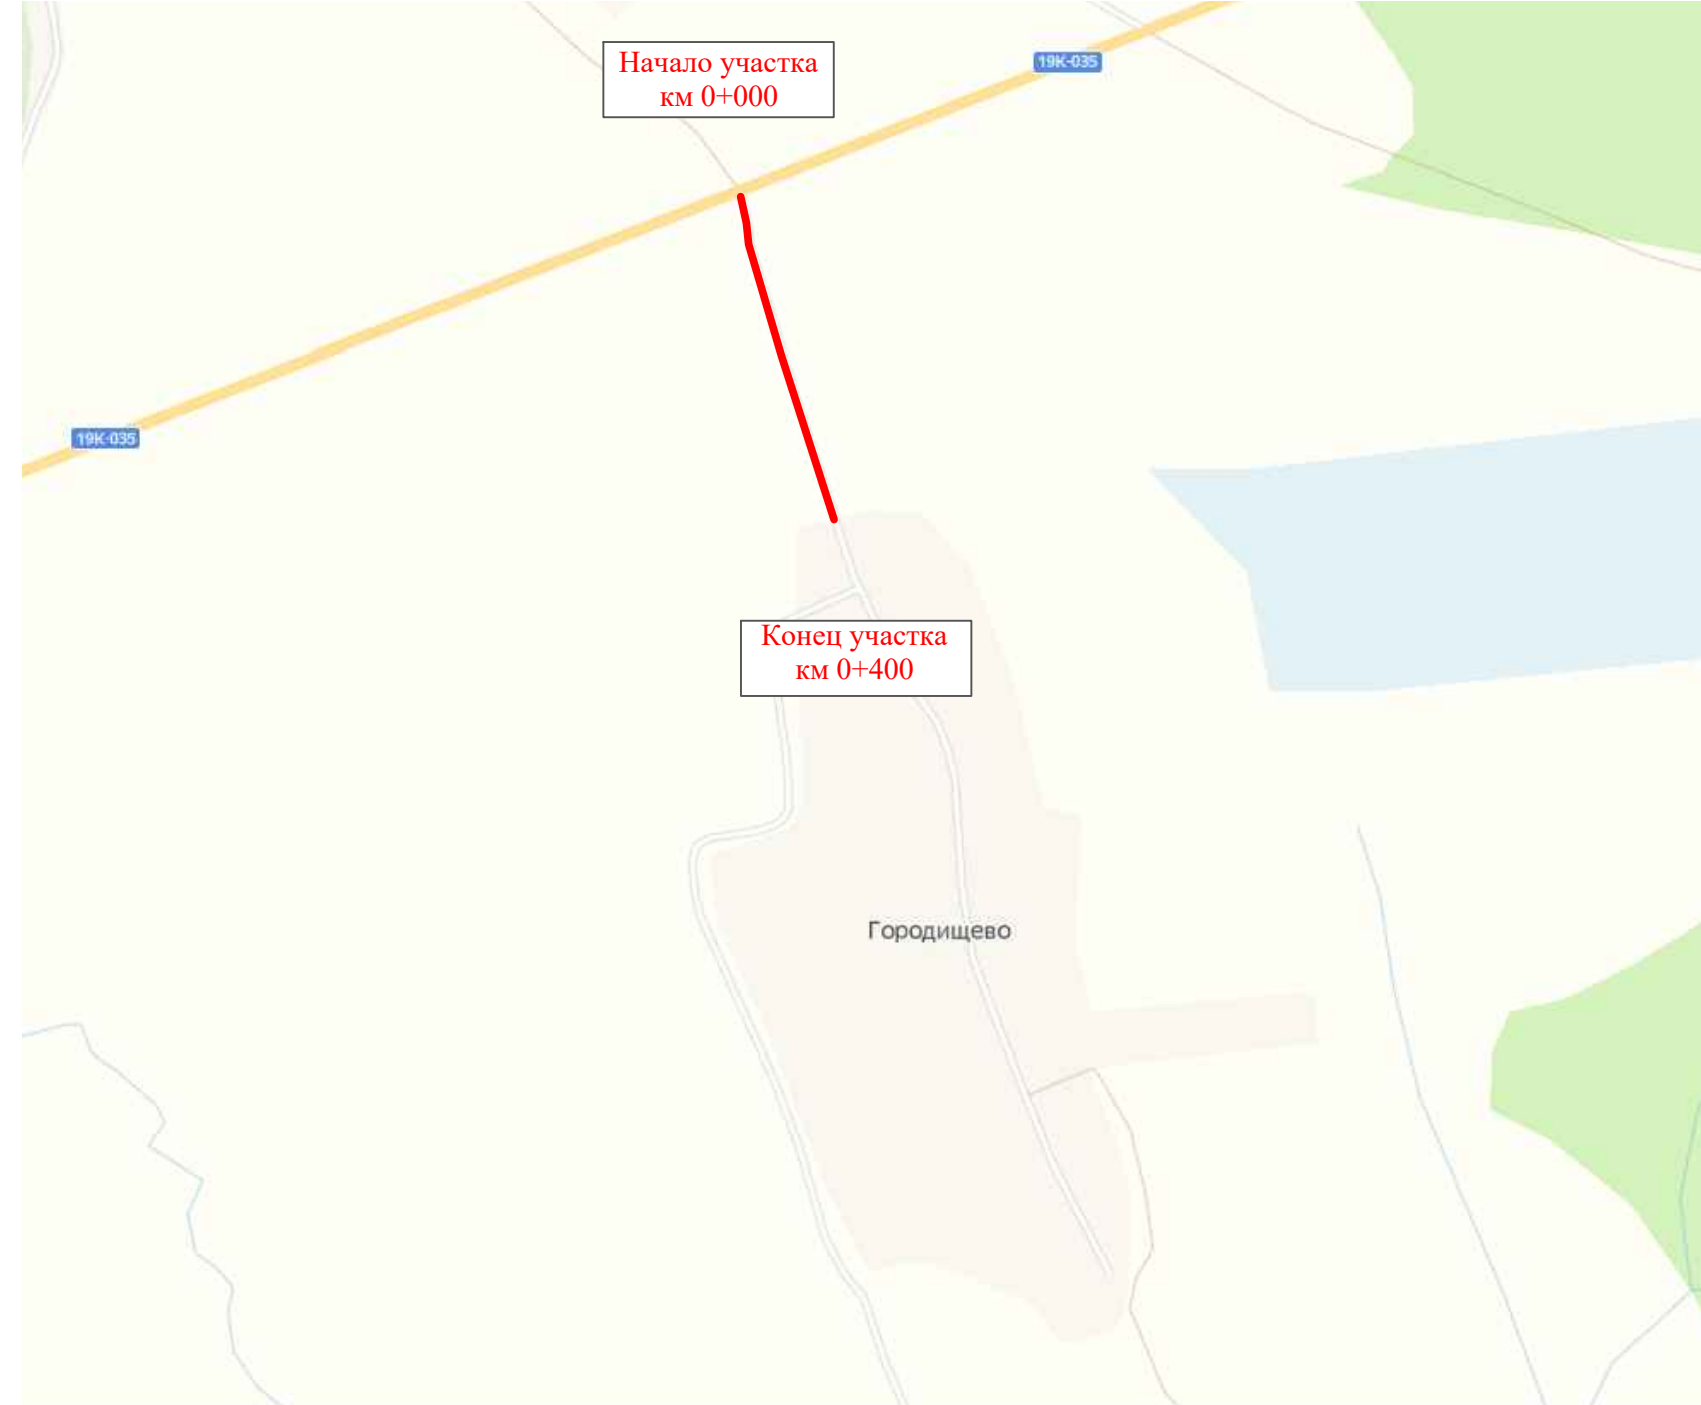 Начало участка
км 0+000
19К-035
19К-035
Конец участка
км 0+400
Городищево